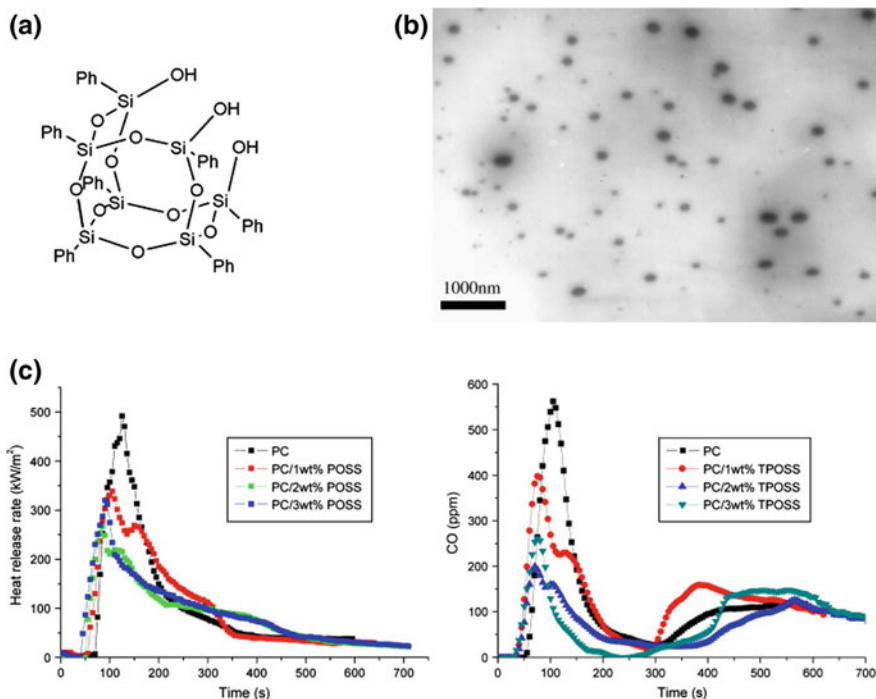 (a)
Ph
OH
Si
O
Ph
O
Si
OH
Si
OH
O
Ph
O
O
Ph
Si
Si
O
O
O
Ph
Si
O
Si
Ph
O
Ph
(b)
1000nm
(c)
Heat release rate (kW/m²)
500
400
300
200
100
0
0 100 200 300 400 500 600 700
Time (s)
PC
PC/1wt% POSS
PC/2wt% POSS
PC/3wt% POSS
CO (ppm)
600
500
400
300
200
100
0
0 100 200 300 400 500 600 700
Time (s)
PC
PC/1wt% TPOSS
PC/2wt% TPOSS
PC/3wt% TPOSS